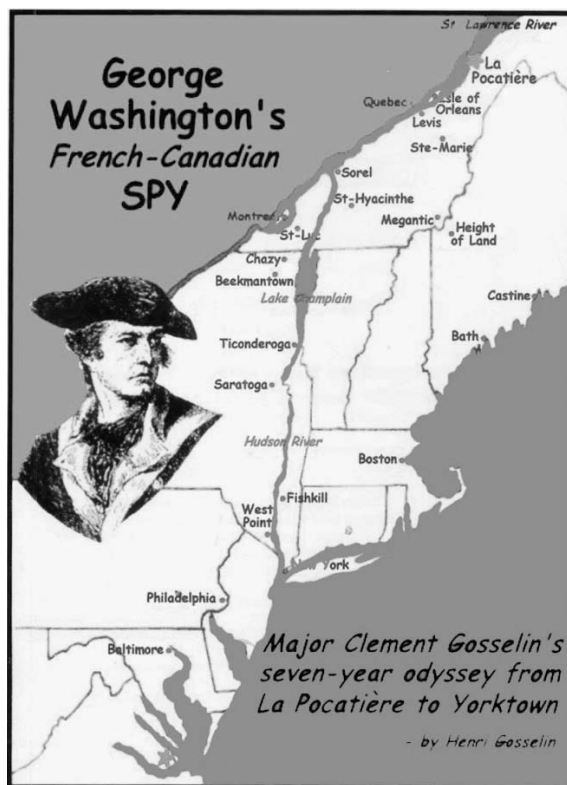 George
Washington's
French-Canadian
SPY
St Lawrence River
La
Pocatière
Quebec
Isle of
Orleans
Levis
Ste-Marie
Sorel
St-Hyacinthe
Megantic
Height
of Land
Montreal
St-Luc
Chazy
Beekmantown
Lake Champlain
Castine
Bath
Ticonderoga
Saratoga
Hudson River
Boston
Fishkill
West
Point
New York
Philadelphia
Baltimore
Major Clement Gosselin's
seven-year odyssey from
La Pocatière to Yorktown
- by Henri Gosselin